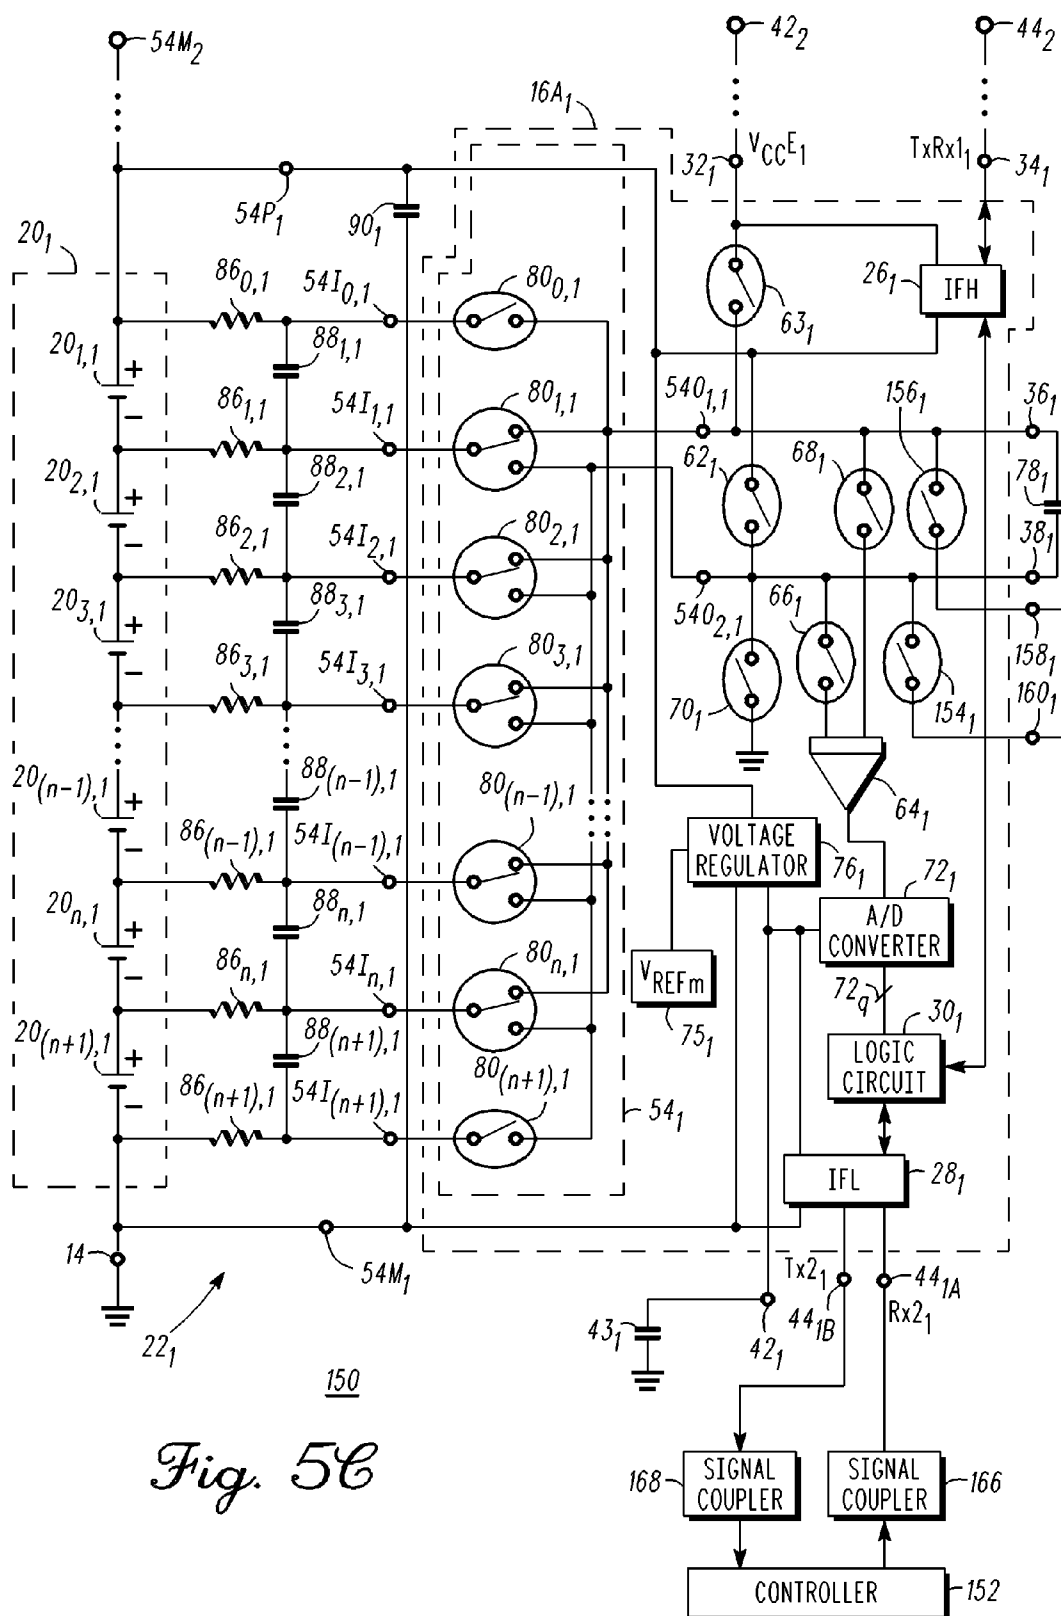 54M₂
42₂
44₂
16A₁
VCCE₁
TxRx1₁
32₁
34₁
54P₁
90₁
20₁
86₀,₁
54I₀,₁
80₀,₁
26₁
IFH
63₁
20₁,₁
+
−
88₁,₁
86₁,₁
54I₁,₁
80₁,₁
540₁,₁
156₁
36₁
62₁
68₁
78₁
20₂,₁
+
−
88₂,₁
86₂,₁
54I₂,₁
80₂,₁
38₁
540₂,₁
66₁
158₁
20₃,₁
+
−
88₃,₁
86₃,₁
54I₃,₁
80₃,₁
70₁
154₁
160₁
64₁
20(n-1),₁
+
−
88(n-1),₁
86(n-1),₁
54I(n-1),₁
80(n-1),₁
VOLTAGE
REGULATOR
76₁
72₁
A/D
CONVERTER
20n,₁
+
−
88n,₁
86n,₁
54In,₁
80n,₁
VREFm
75₁
72q
30₁
LOGIC
CIRCUIT
20(n+1),₁
+
−
88(n+1),₁
86(n+1),₁
54I(n+1),₁
80(n+1),₁
54₁
IFL
28₁
14
54M₁
Tx2₁
44₁B
44₁A
Rx2₁
43₁
42₁
22₁
150
Fig. 5C
168
SIGNAL
COUPLER
SIGNAL
COUPLER
166
CONTROLLER
152